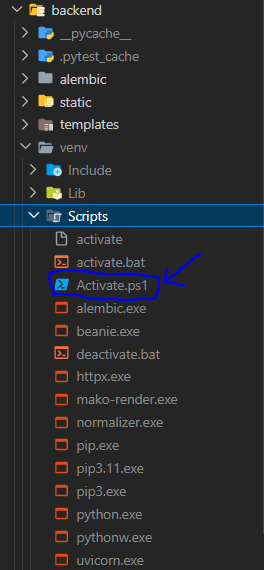 backend
__pycache__
.pytest_cache
alembic
static
templates
venv
Include
Lib
Scripts
activate
activate.bat
Activate.ps1
alembic.exe
beanie.exe
deactivate.bat
httpx.exe
mako-render.exe
normalizer.exe
pip.exe
pip3.11.exe
pip3.exe
python.exe
pythonw.exe
uvicorn.exe